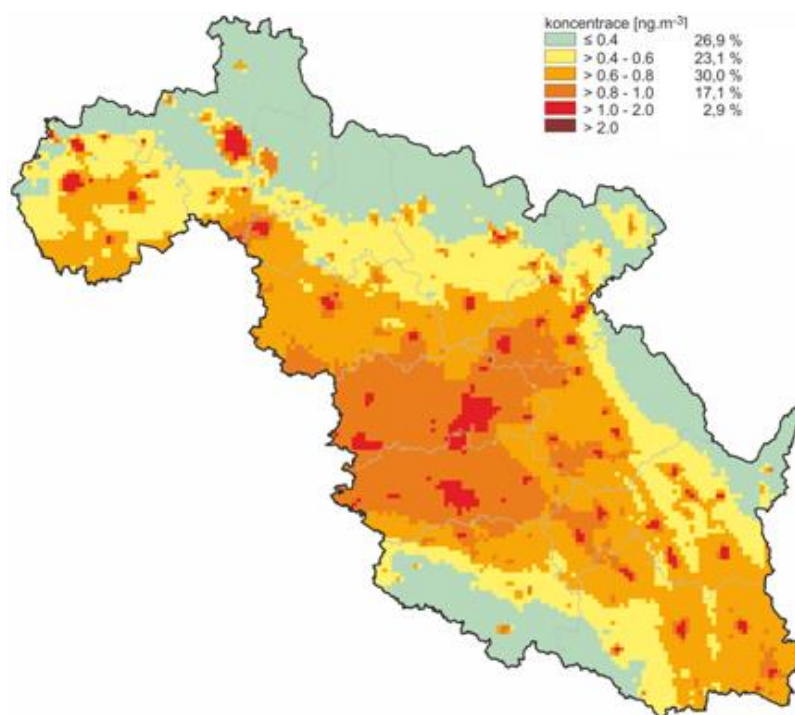 koncentrace [ng.m-3]
≤ 0.4 26,9 %
> 0.4 - 0.6 23,1 %
> 0.6 - 0.8 30,0 %
> 0.8 - 1.0 17,1 %
> 1.0 - 2.0 2,9 %
> 2.0